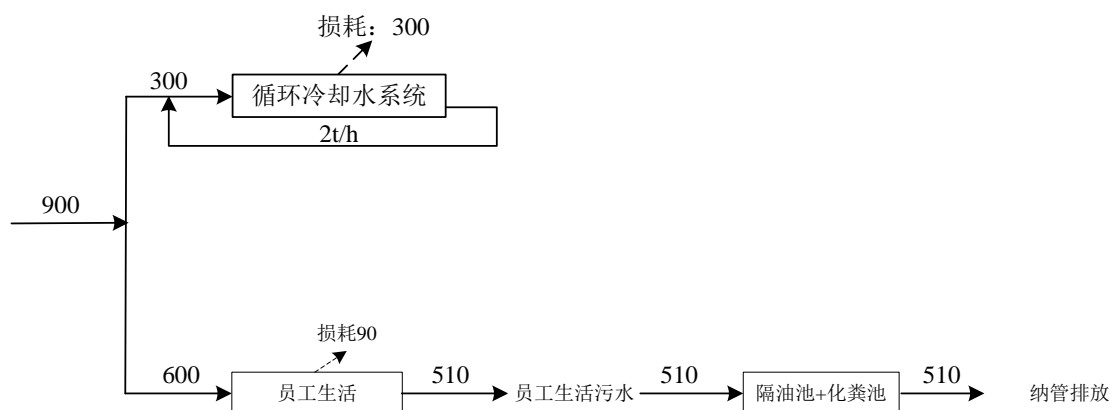 损耗：300
300
循环冷却水系统
2t/h
900
损耗90
600
员工生活
510
员工生活污水
510
隔油池+化粪池
510
纳管排放